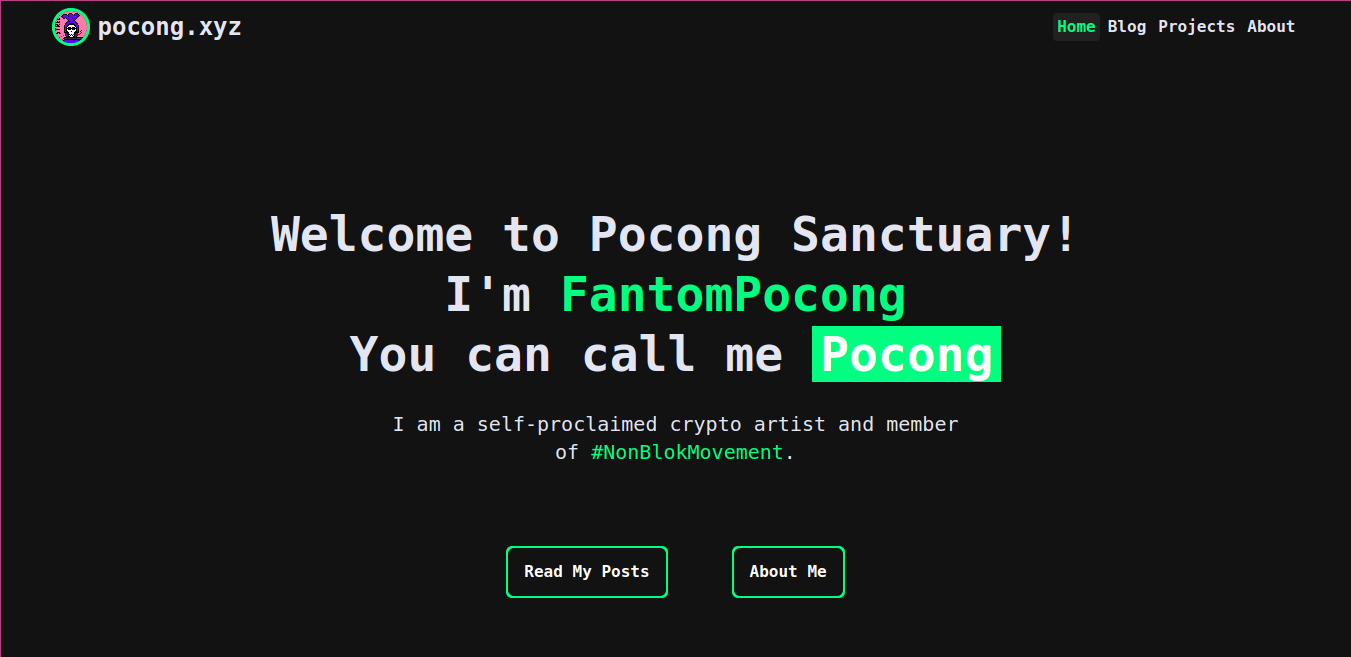 pocong.xyz
Home Blog Projects About
Welcome to Pocong Sanctuary!
I'm FantomPocong
You can call me Pocong
I am a self-proclaimed crypto artist and member
of #NonBlokMovement.
Read My Posts
About Me